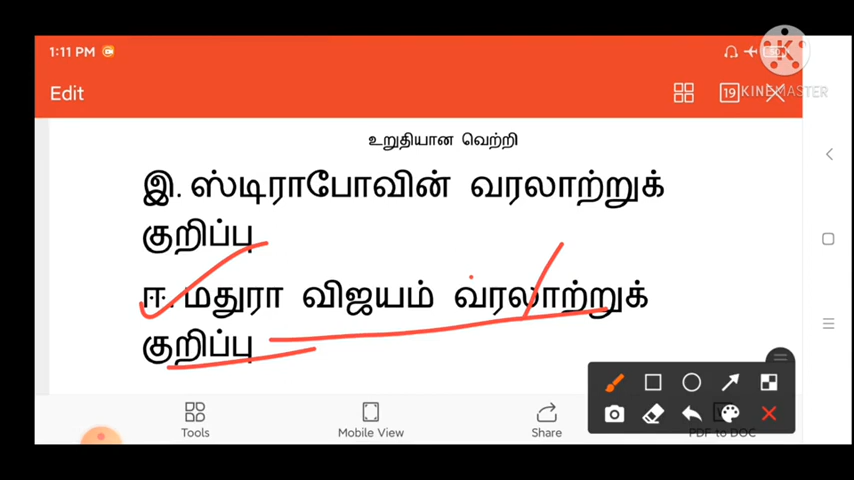 1:11 PM
Edit
19
KINEMASTER
உறுதியான வெற்றி
இ. ஸ்டிராபோவின் வரலாற்றுக்
குறிப்பு
ஈ. மதுரா விஜயம் வரலாற்றுக்
குறிப்பு
Tools
Mobile View
Share
PDF to DOC